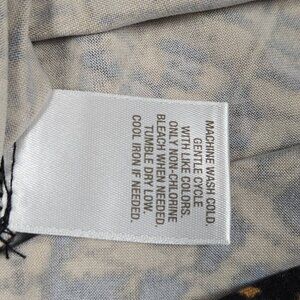 MACHINE WASH COLD.
GENTLE CYCLE
WITH LIKE COLORS.
ONLY NON-CHLORINE
BLEACH WHEN NEEDED.
TUMBLE DRY LOW.
COOL IRON IF NEEDED.